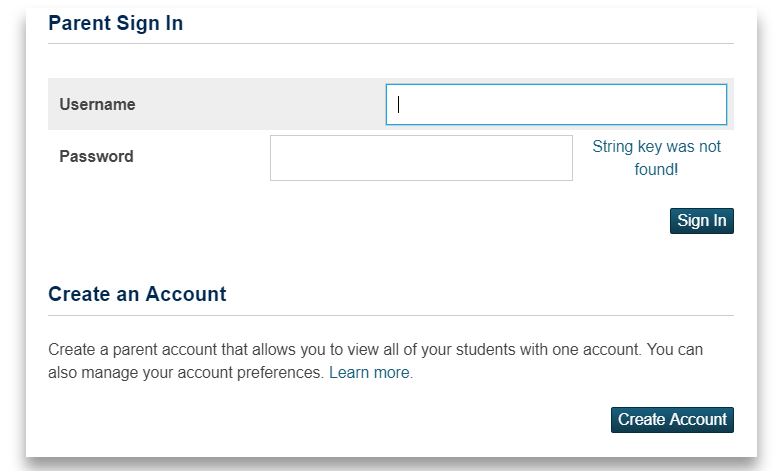 Parent Sign In
Username
Password
String key was not
found!
Sign In
Create an Account
Create a parent account that allows you to view all of your students with one account. You can
also manage your account preferences. Learn more.
Create Account